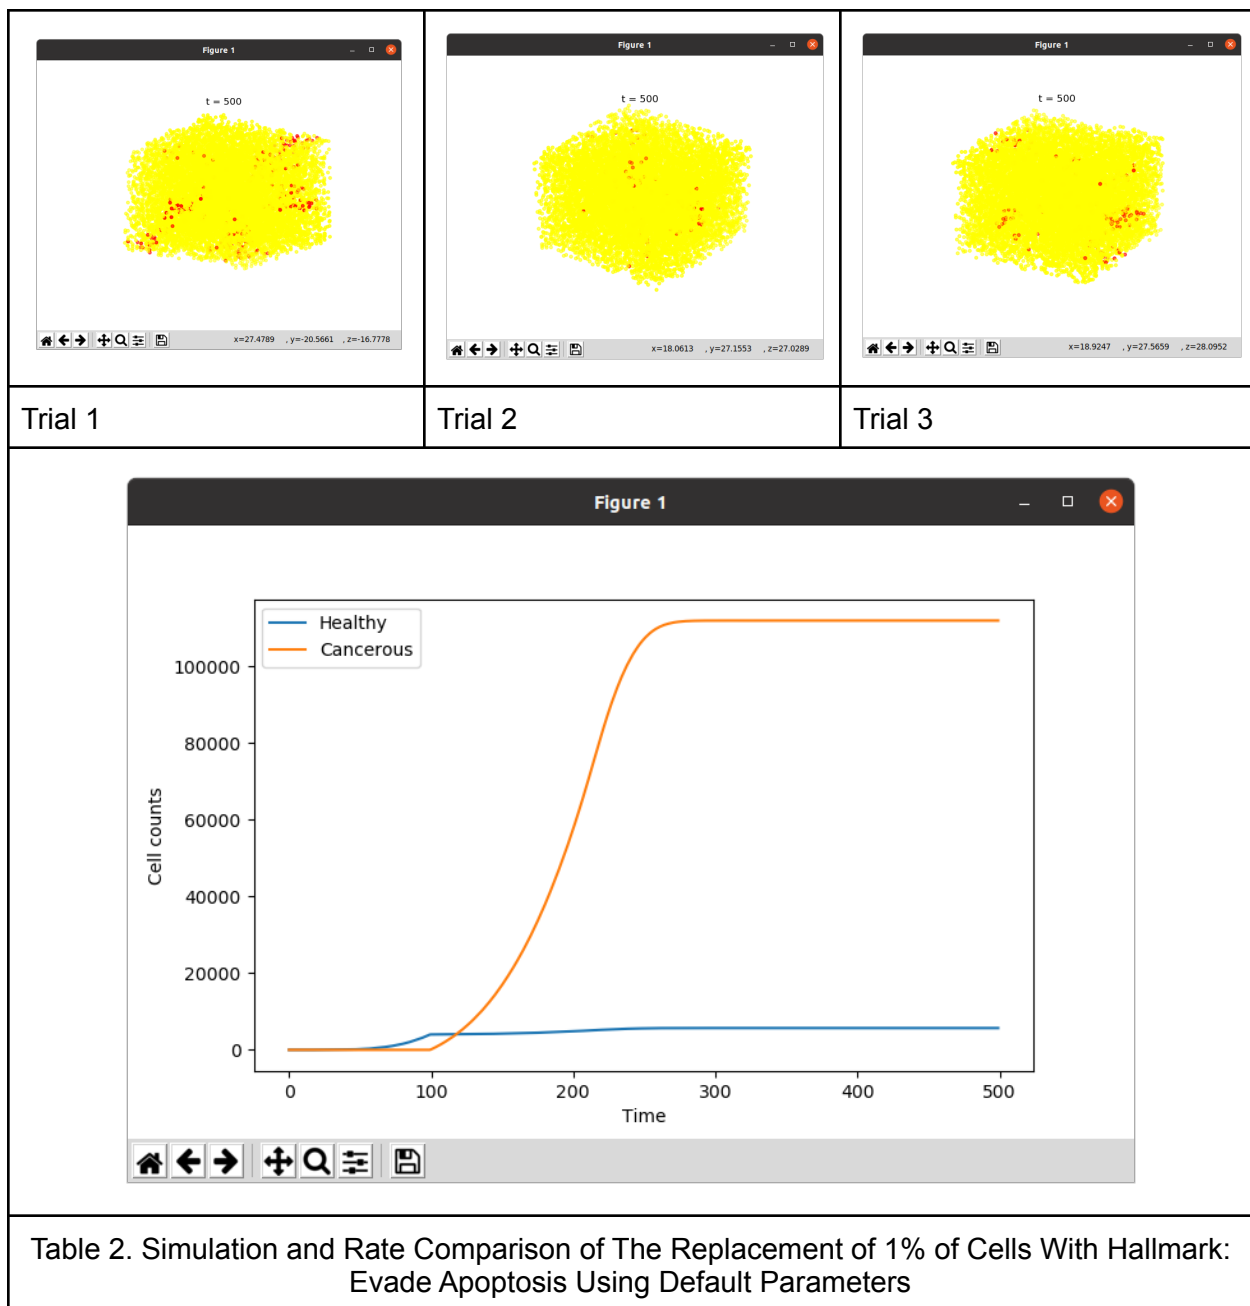 Figure 1
t = 500
x=27.4789 , y=-20.5661 , z=-16.7778
Figure 1
t = 500
x=18.0613 , y=27.1553 , z=27.0289
Figure 1
t = 500
x=18.9247 , y=27.5659 , z=28.0952
Trial 1
Trial 2
Trial 3
Figure 1
Healthy
Cancerous
100000
80000
60000
40000
20000
0
Cell counts
0 100 200 300 400 500
Time
Table 2. Simulation and Rate Comparison of The Replacement of 1% of Cells With Hallmark:
Evade Apoptosis Using Default Parameters